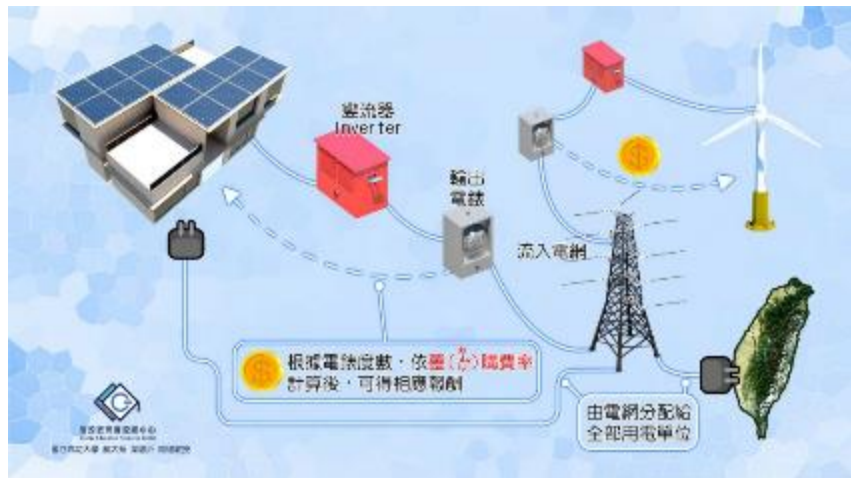 變流器
Inverter
輸出
電錶
流入電網
根據電錶度數,依躉(ㄉㄨㄣˇ)購費率
計算後,可得相應報酬
由電網分配給
全部用電單位